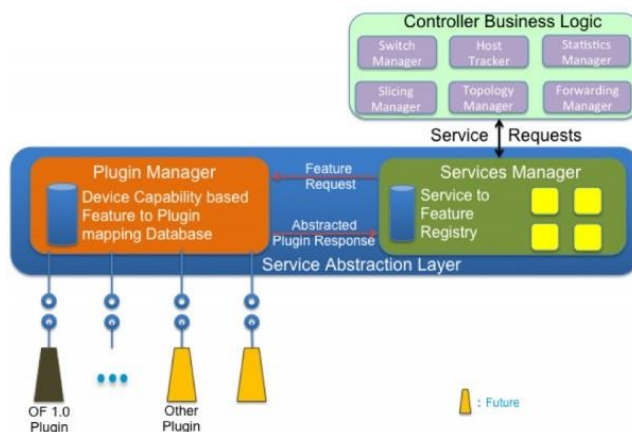 Controller Business Logic
Switch
Manager
Host
Tracker
Statistics
Manager
Slicing
Manager
Topology
Manager
Forwarding
Manager
Service Requests
Plugin Manager
Device Capability based
Feature to Plugin
mapping Database
Feature
Request
Abstracted
Plugin Response
Services Manager
Service to
Feature
Registry
Service Abstraction Layer
OF 1.0
Plugin
Other
Plugin
: Future